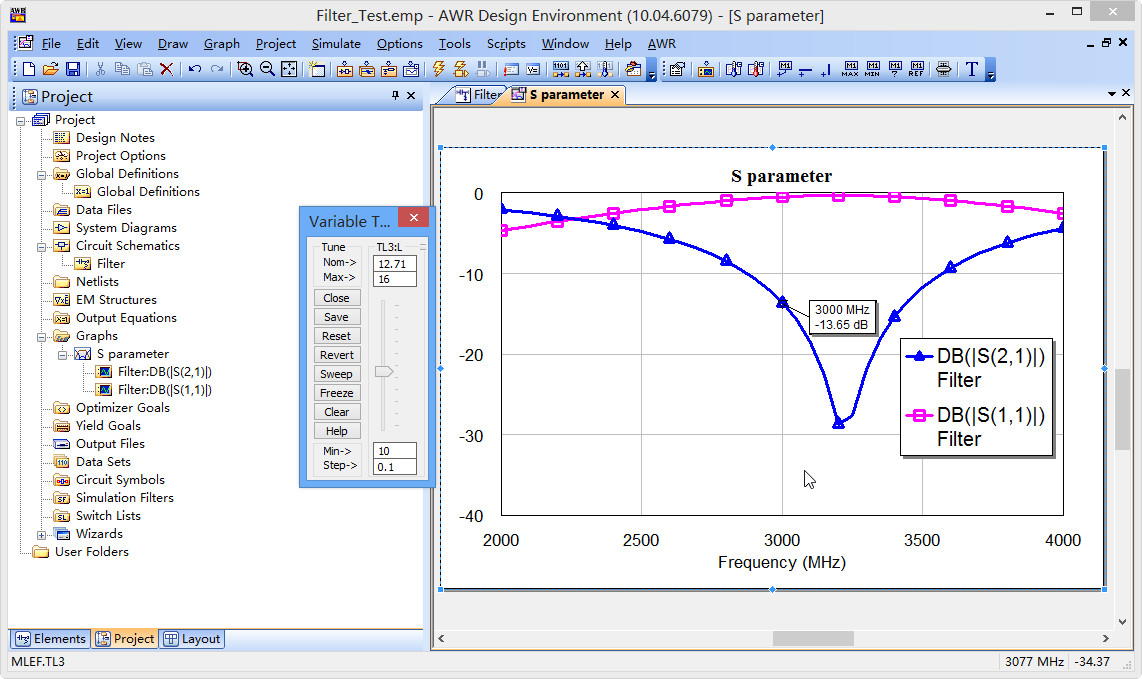 Filter_Test.emp - AWR Design Environment (10.04.6079) - [S parameter]
File Edit View Draw Graph Project Simulate Options Tools Scripts Window Help AWR
Project
Filter S parameter
Project
Design Notes
Project Options
Global Definitions
Global Definitions
Data Files
System Diagrams
Circuit Schematics
Filter
Netlists
EM Structures
Output Equations
Graphs
S parameter
Filter:DB(|S(2,1)|)
Filter:DB(|S(1,1)|)
Optimizer Goals
Yield Goals
Output Files
Data Sets
Circuit Symbols
Simulation Filters
Switch Lists
Wizards
User Folders
Variable T...
Tune TL3:L
Nom-> 12.71
Max-> 16
Close
Save
Reset
Revert
Sweep
Freeze
Clear
Help
Min-> 10
Step-> 0.1
S parameter
0
-10
-20
-30
-40
3000 MHz
-13.65 dB
DB(|S(2,1)|)
Filter
DB(|S(1,1)|)
Filter
2000 2500 3000 3500 4000
Frequency (MHz)
Elements Project Layout
MLEF.TL3 3077 MHz -34.37